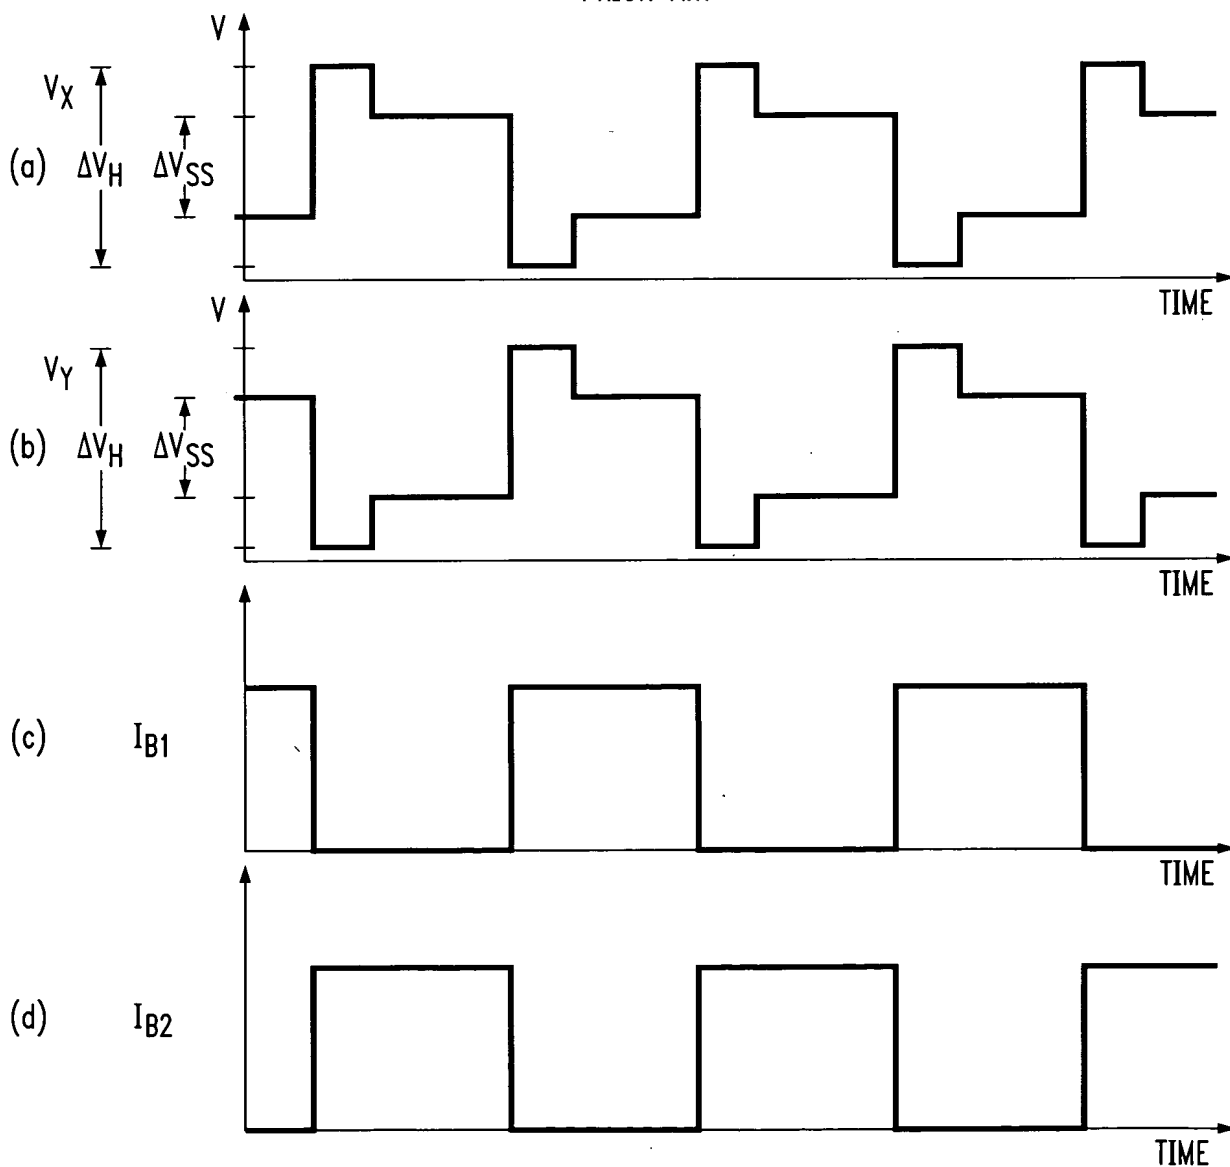 V
V_X
(a) ΔV_H ΔV_SS
TIME
V
V_Y
(b) ΔV_H ΔV_SS
TIME
(c) I_B1
TIME
(d) I_B2
TIME